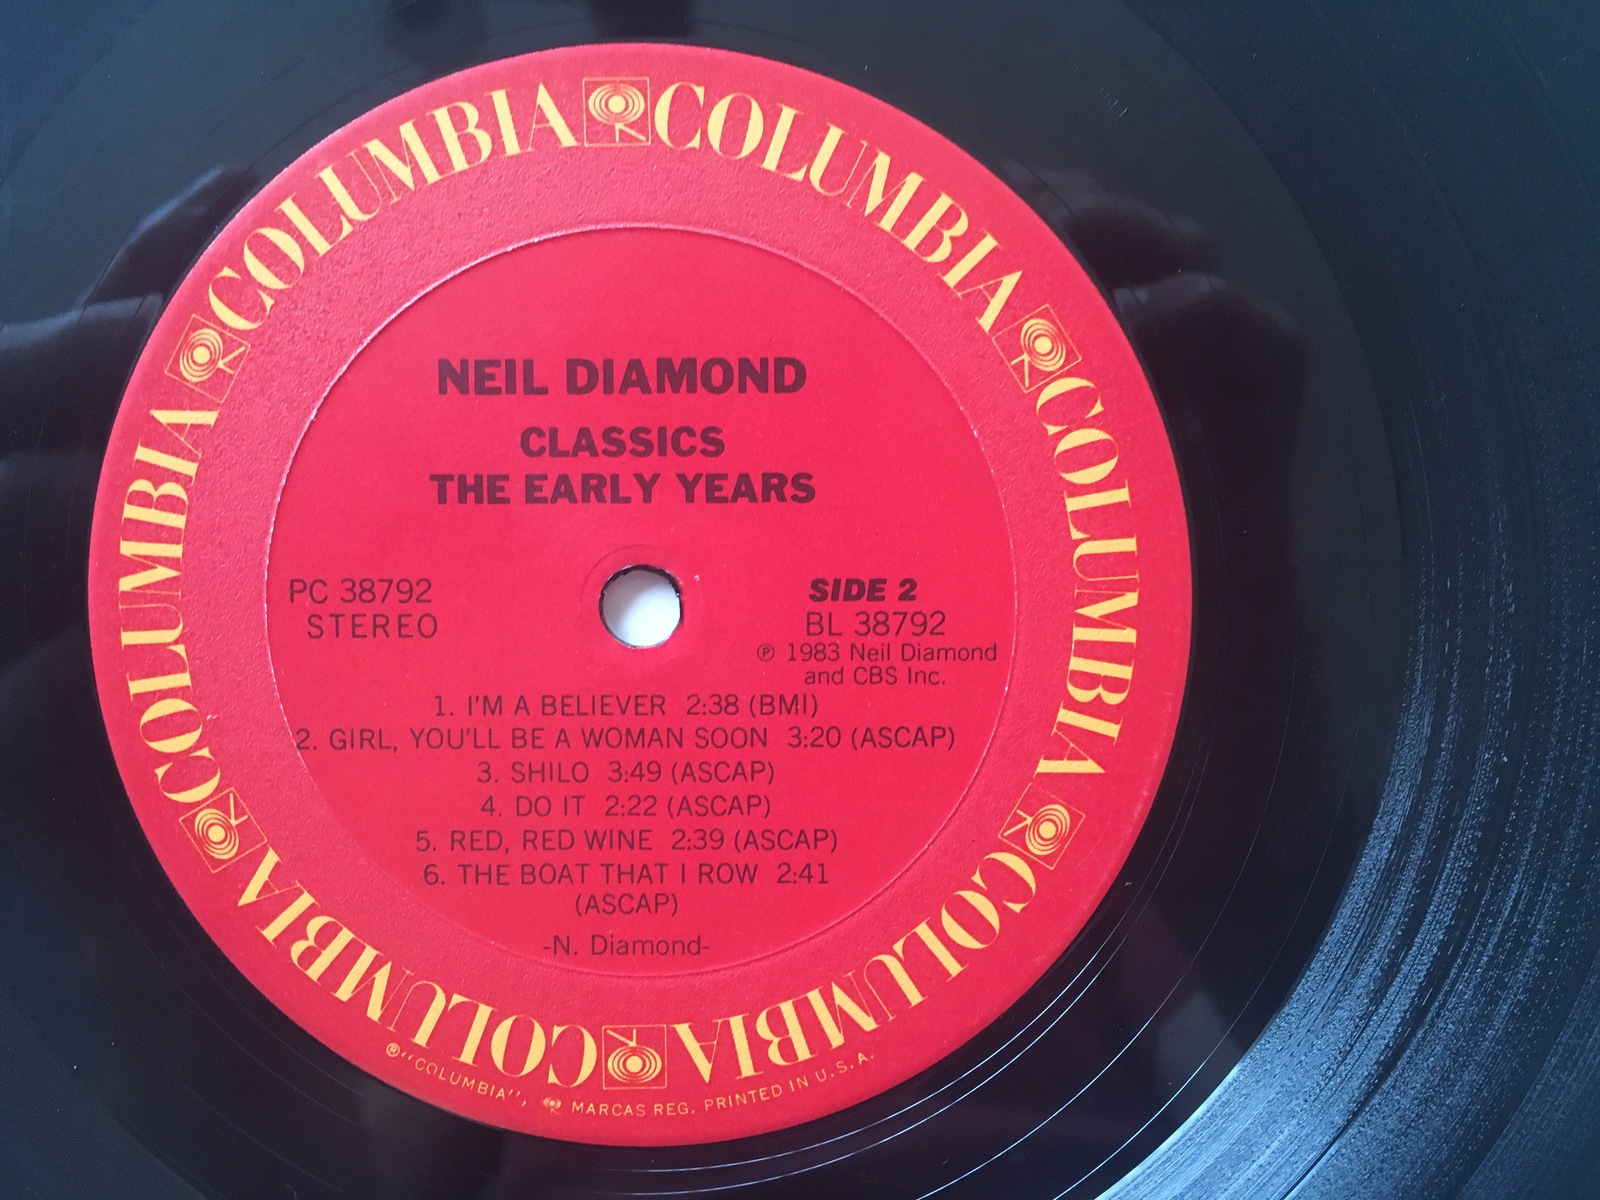 COLUMBIA COLUMBIA COLUMBIA COLUMBIA COLUMBIA COLUMBIA
NEIL DIAMOND
CLASSICS
THE EARLY YEARS
PC 38792
STEREO
SIDE 2
BL 38792
℗ 1983 Neil Diamond
and CBS Inc.
1. I'M A BELIEVER 2:38 (BMI)
2. GIRL, YOU'LL BE A WOMAN SOON 3:20 (ASCAP)
3. SHILO 3:49 (ASCAP)
4. DO IT 2:22 (ASCAP)
5. RED, RED WINE 2:39 (ASCAP)
6. THE BOAT THAT I ROW 2:41
(ASCAP)
-N. Diamond-
®"COLUMBIA", MARCAS REG. PRINTED IN U.S.A.